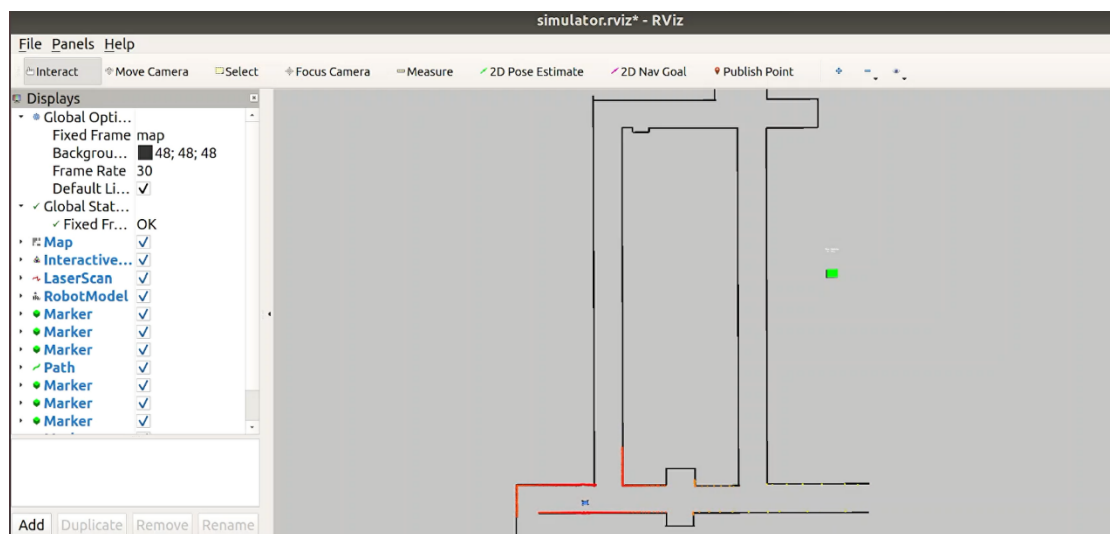 simulator.rviz* - RViz
File Panels Help
Interact Move Camera Select Focus Camera Measure 2D Pose Estimate 2D Nav Goal Publish Point
Displays
Global Opti...
Fixed Frame map
Backgrou... 48; 48; 48
Frame Rate 30
Default Li...
Global Stat...
Fixed Fr... OK
Map
Interactive...
LaserScan
RobotModel
Marker
Marker
Marker
Path
Marker
Marker
Marker
Add Duplicate Remove Rename